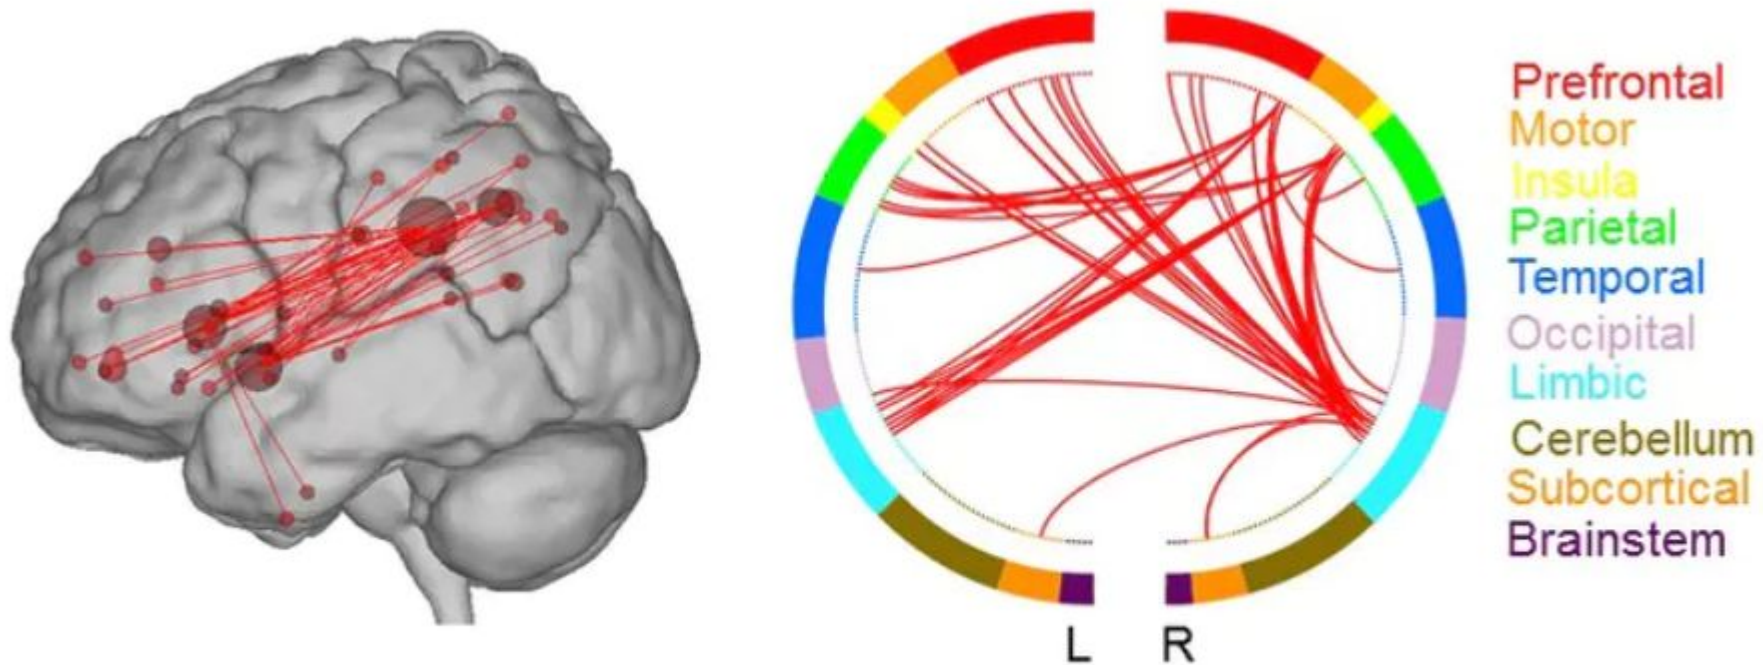 Prefrontal
Motor
Insula
Parietal
Temporal
Occipital
Limbic
Cerebellum
Subcortical
Brainstem
L R